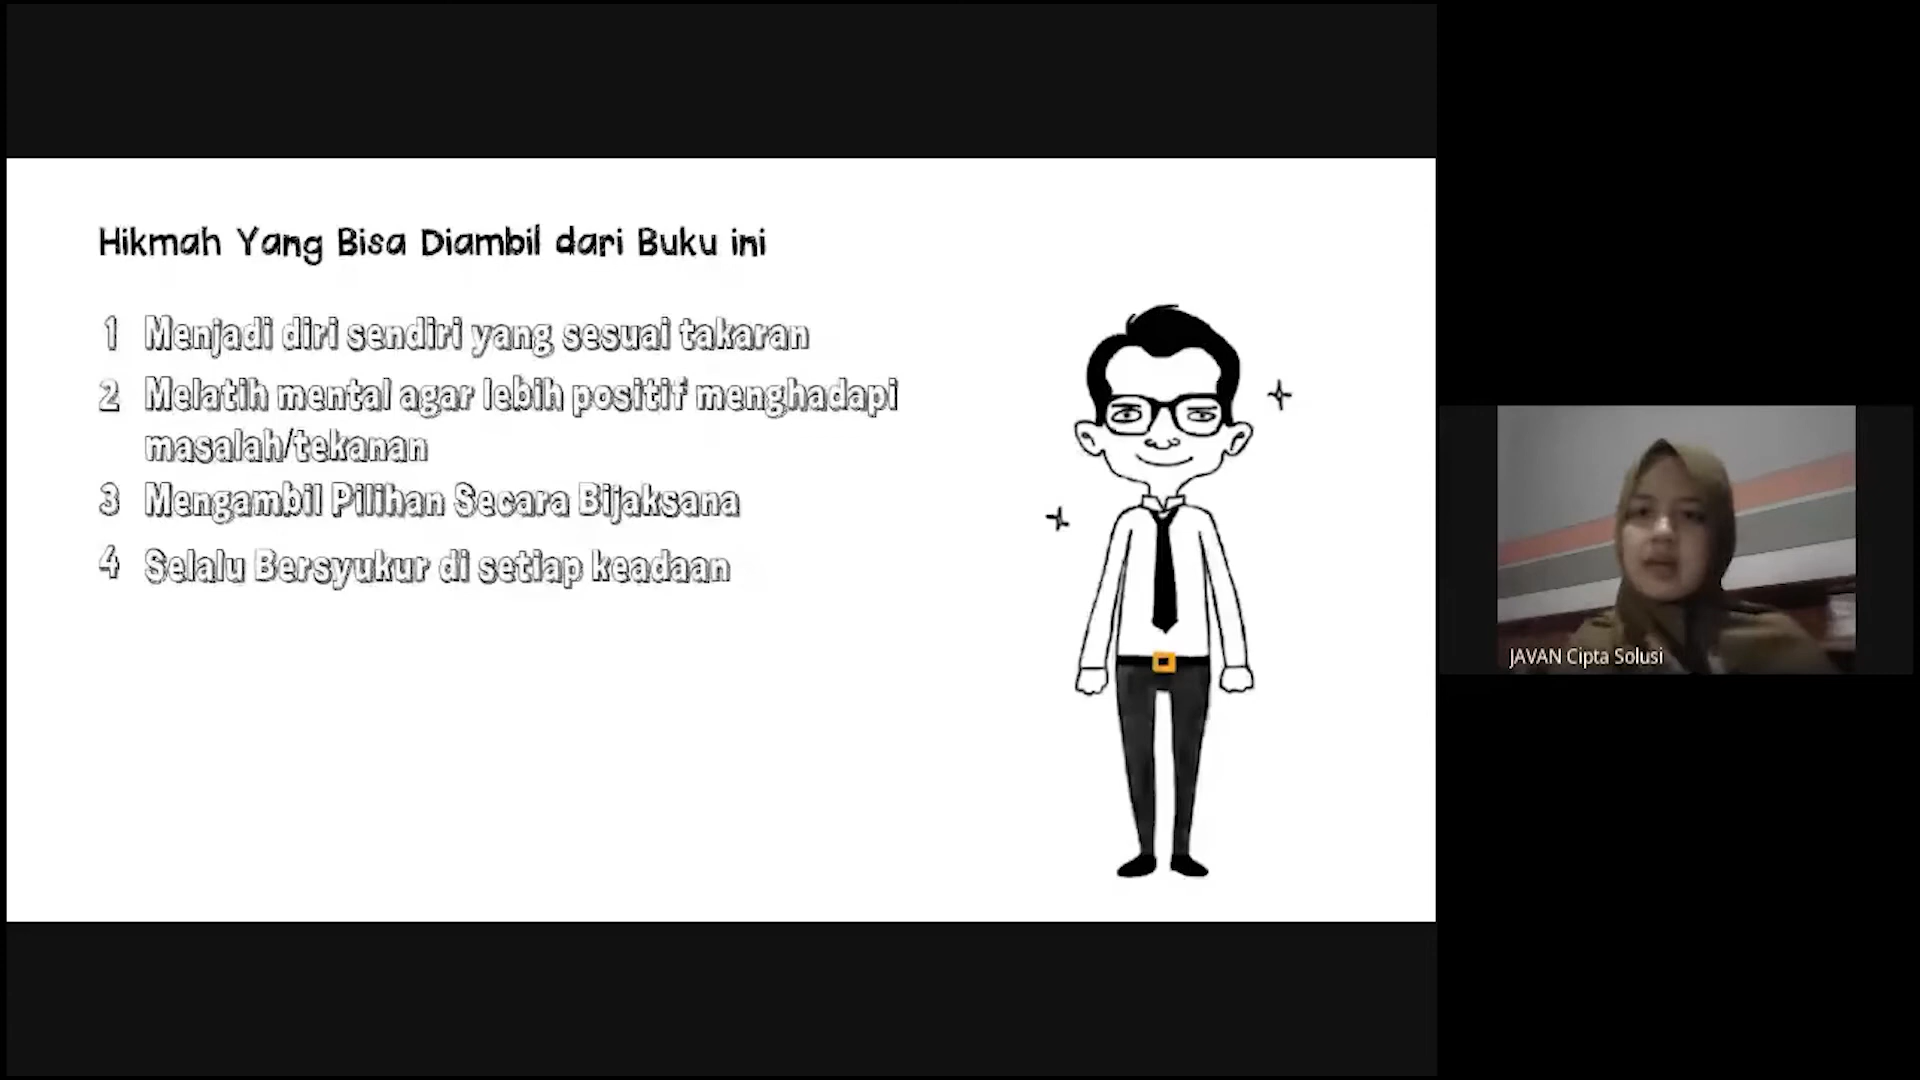 Hikmah Yang Bisa Diambil dari Buku ini
1 Menjadi diri sendiri yang sesuai takaran
2 Melatih mental agar lebih positif menghadapi
masalah/tekanan
3 Mengambil Pilihan Secara Bijaksana
4 Selalu Bersyukur di setiap keadaan
JAVAN Cipta Solusi